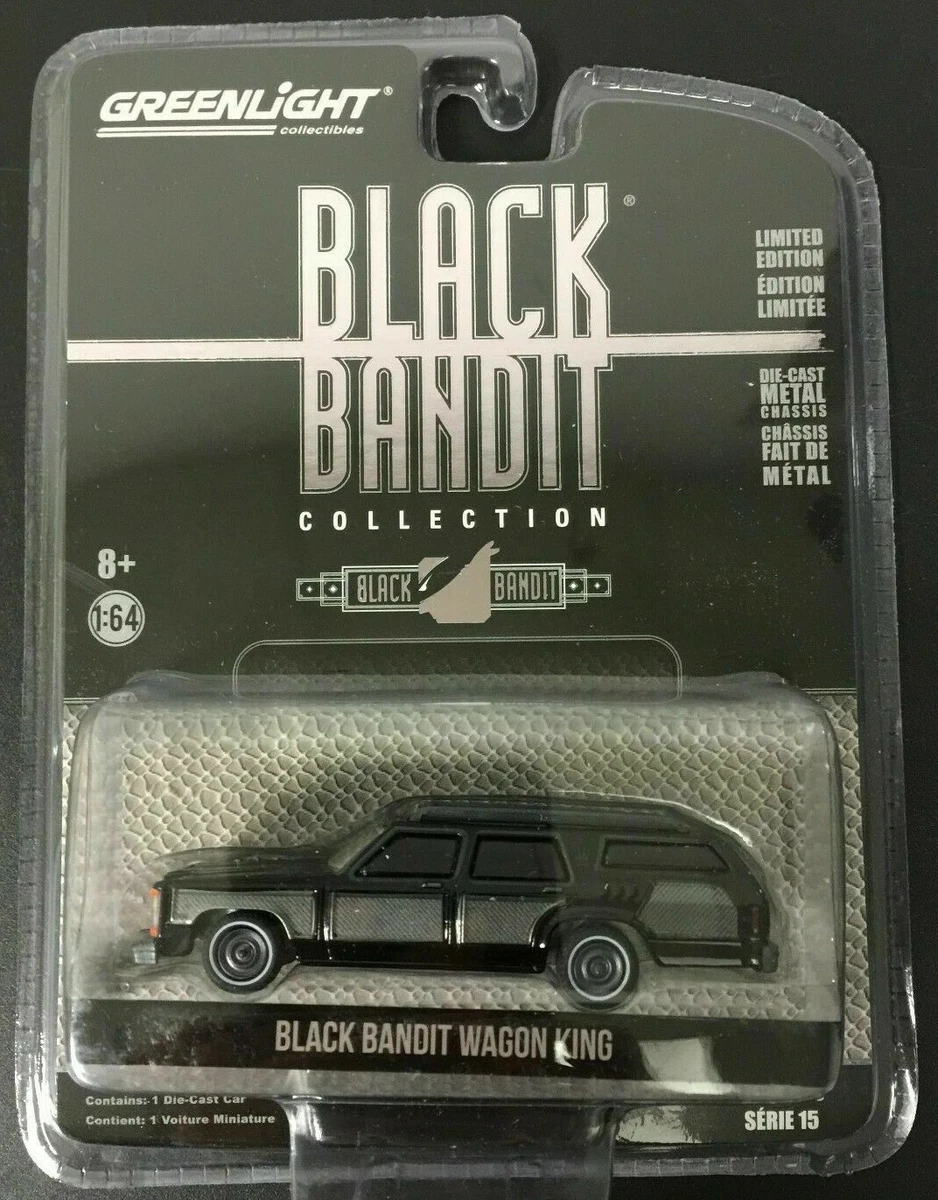 GREENLiGHT®
collectibles
BLACK®
BANDIT
COLLECTION
LIMITED
EDITION
ÉDITION
LIMITÉE
DIE-CAST
METAL
CHASSIS
CHÂSSIS
FAIT DE
MÉTAL
8+
1:64
BLACK BANDIT
BLACK BANDIT WAGON KING
Contains: 1 Die-Cast Car
Contient: 1 Voiture Miniature
SÉRIE 15